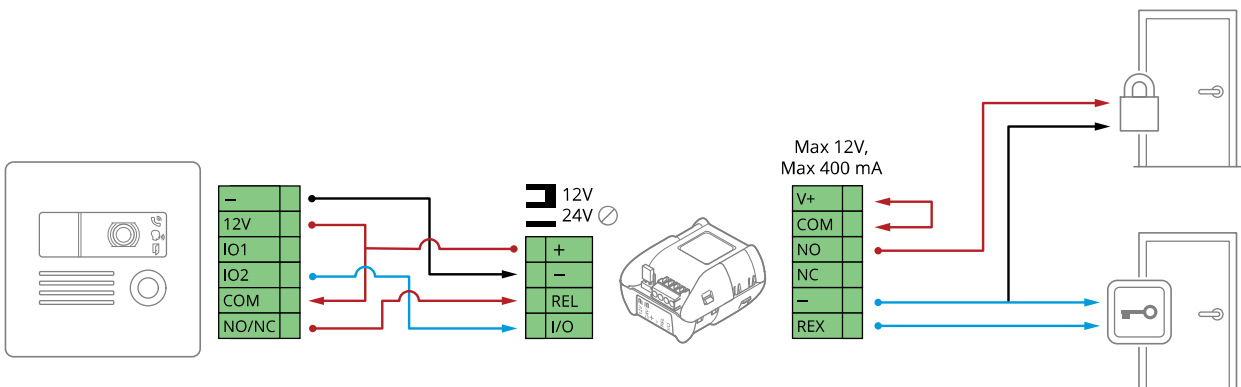 –
12V
IO1
IO2
COM
NO/NC
12V
24V
+
–
REL
I/O
Max 12V,
Max 400 mA
V+
COM
NO
NC
–
REX